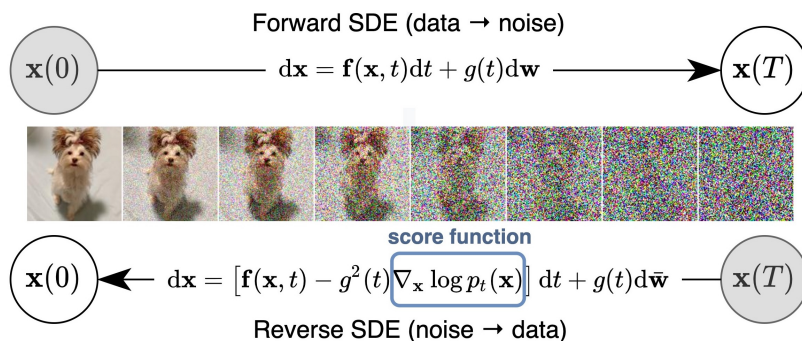 Forward SDE (data → noise)
x(0) dx = f(x, t)dt + g(t)dw x(T)
score function
x(0) dx = [f(x, t) − g²(t)∇ₓ log pₜ(x)] dt + g(t)dw̄ x(T)
Reverse SDE (noise → data)